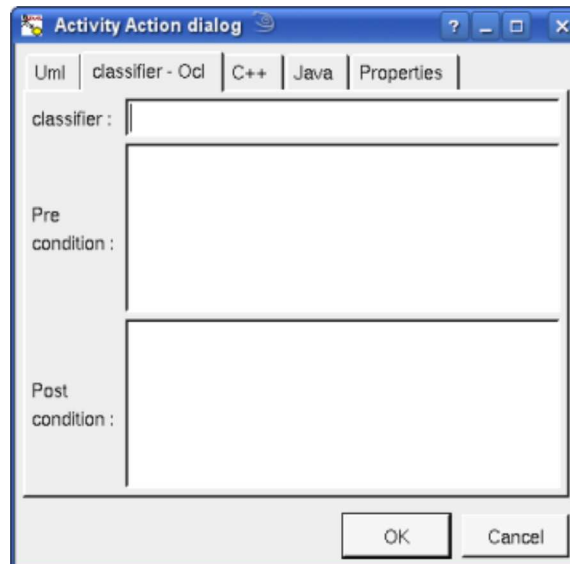 Activity Action dialog
Uml classifier - Ocl C++ Java Properties
classifier :
Pre
condition :
Post
condition :
OK Cancel